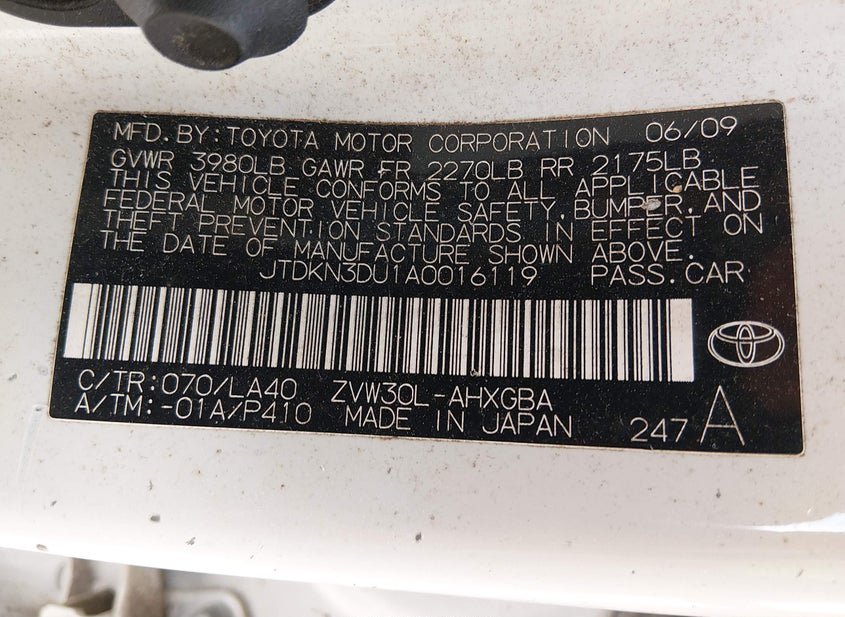 MFD. BY: TOYOTA MOTOR CORPORATION 06/09
GVWR 3980LB GAWR FR 2270LB RR 2175LB
THIS VEHICLE CONFORMS TO ALL APPLICABLE
FEDERAL MOTOR VEHICLE SAFETY, BUMPER, AND
THEFT PREVENTION STANDARDS IN EFFECT ON
THE DATE OF MANUFACTURE SHOWN ABOVE.
JTDKN3DU1A0016119 PASS. CAR
C/TR: 070/LA40 ZVW30L-AHXGBA
A/TM: -01A/P410 MADE IN JAPAN 247 A